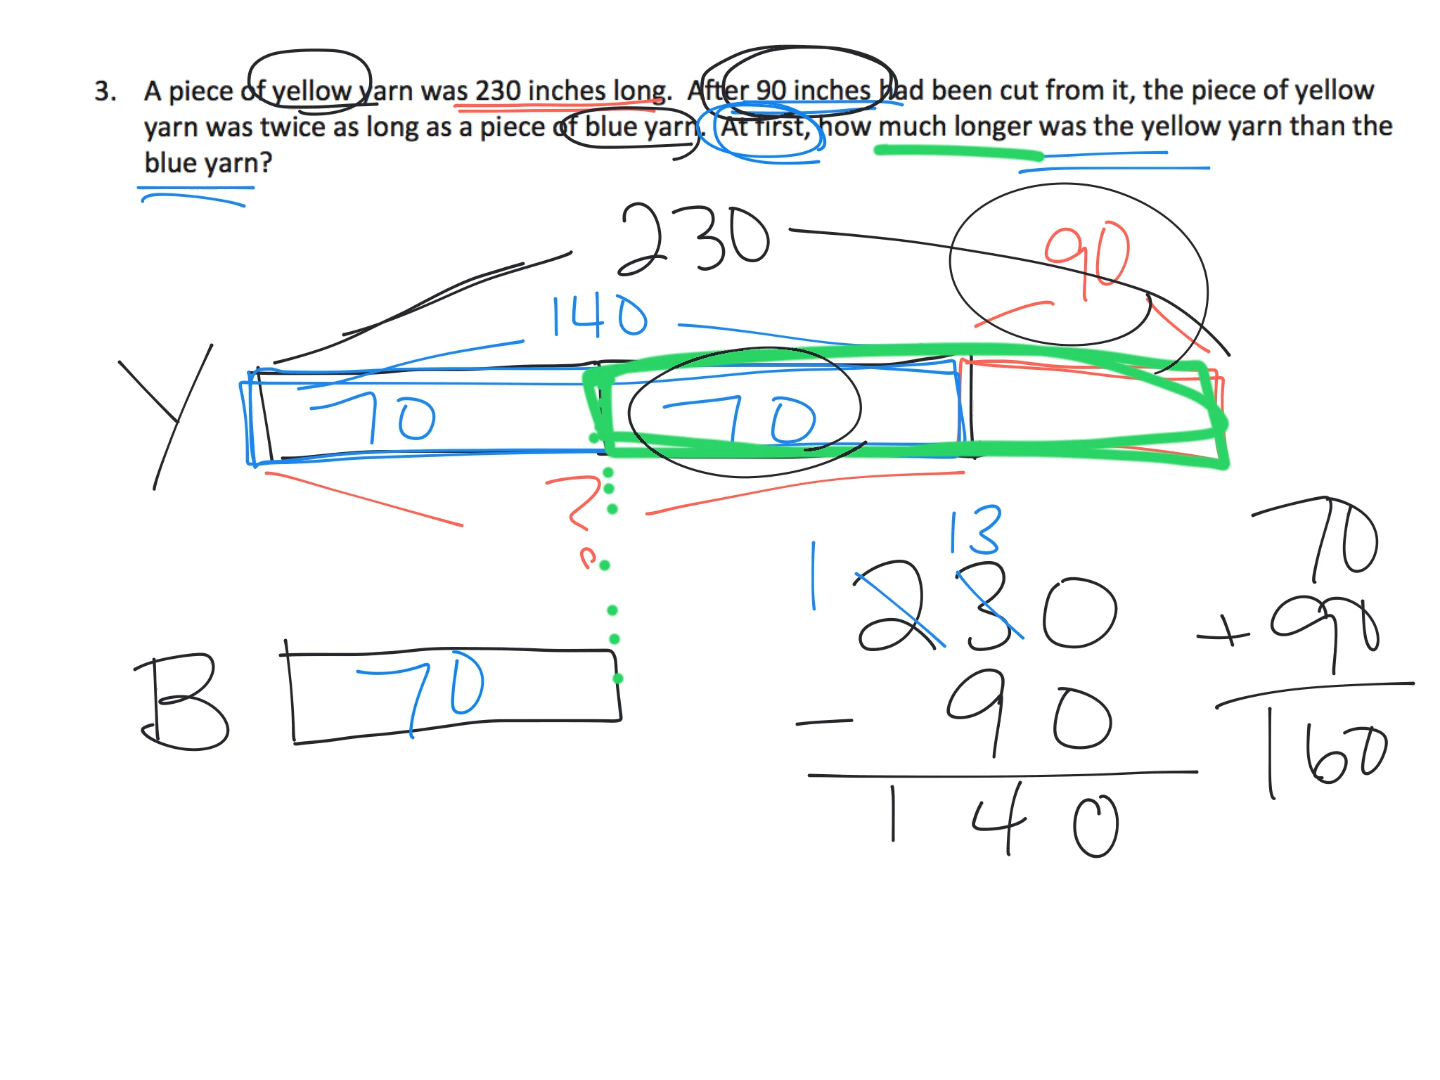 3. A piece of yellow yarn was 230 inches long. After 90 inches had been cut from it, the piece of yellow
yarn was twice as long as a piece of blue yarn. At first, how much longer was the yellow yarn than the
blue yarn?
230
90
140
Y
70 70
?
B
70
1 13
230
- 90
140
70
+ 90
160